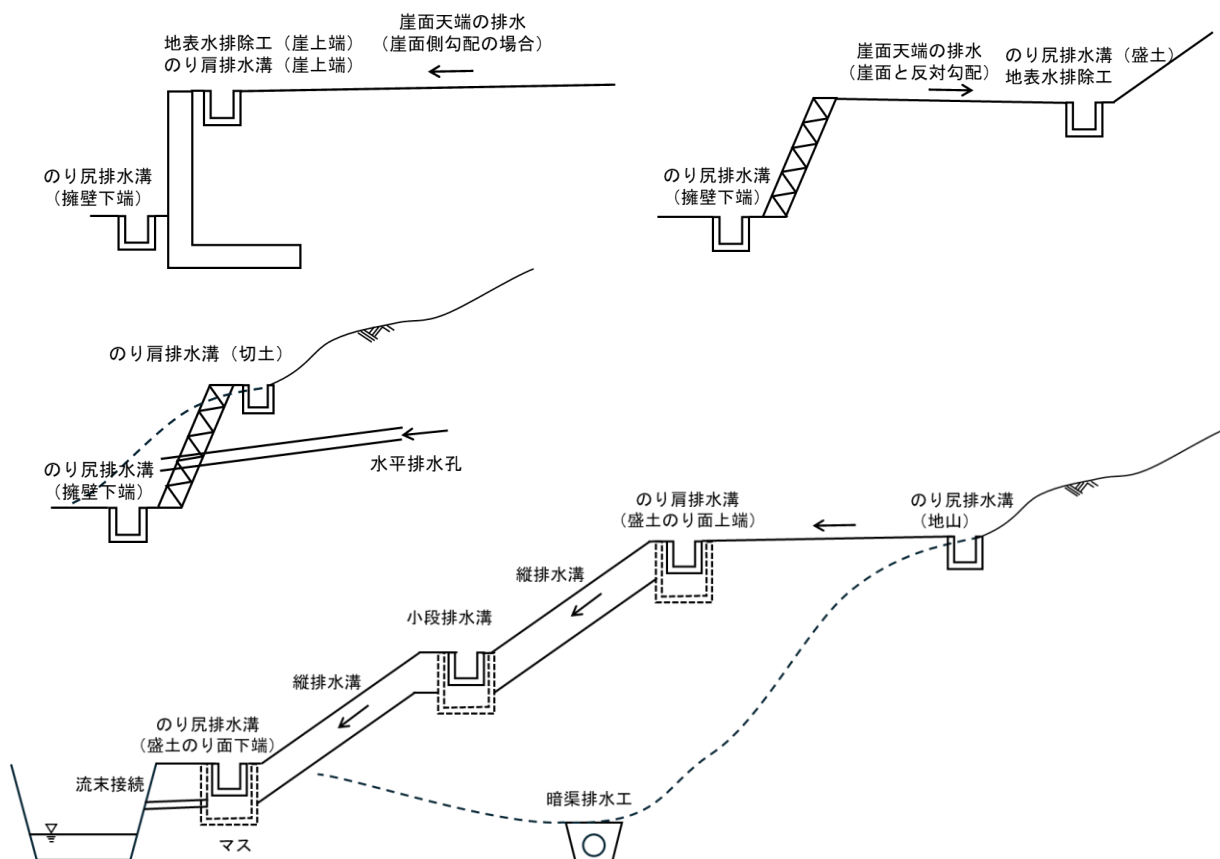 地表水排除工（崖上端）
のり肩排水溝（崖上端）
崖面天端の排水
（崖面側勾配の場合）
のり尻排水溝
（擁壁下端）
崖面天端の排水
（崖面と反対勾配）
のり尻排水溝（盛土）
地表水排除工
のり尻排水溝
（擁壁下端）
のり肩排水溝（切土）
のり尻排水溝
（擁壁下端）
水平排水孔
のり肩排水溝
（盛土のり面上端）
のり尻排水溝
（地山）
縦排水溝
小段排水溝
縦排水溝
のり尻排水溝
（盛土のり面下端）
流末接続
マス
暗渠排水工